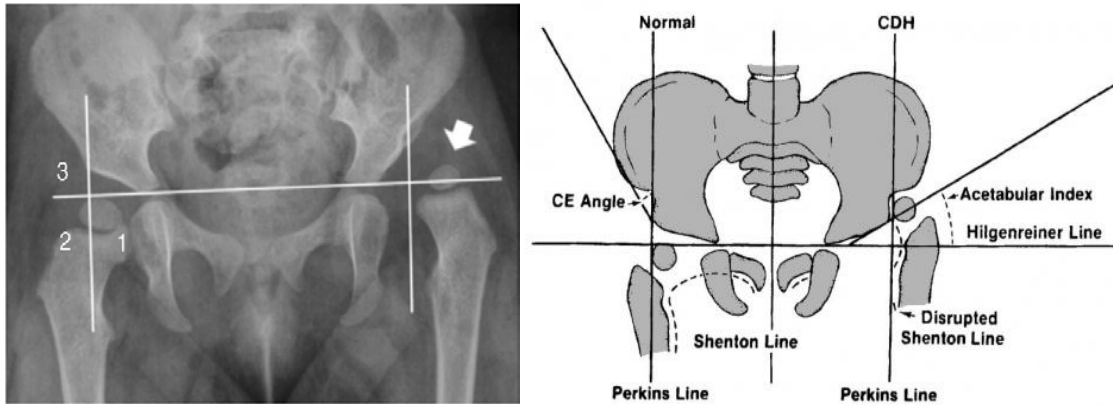 3
2
1
Normal
CDH
CE Angle
Acetabular Index
Hilgenreiner Line
Shenton Line
Disrupted
Shenton Line
Perkins Line
Perkins Line